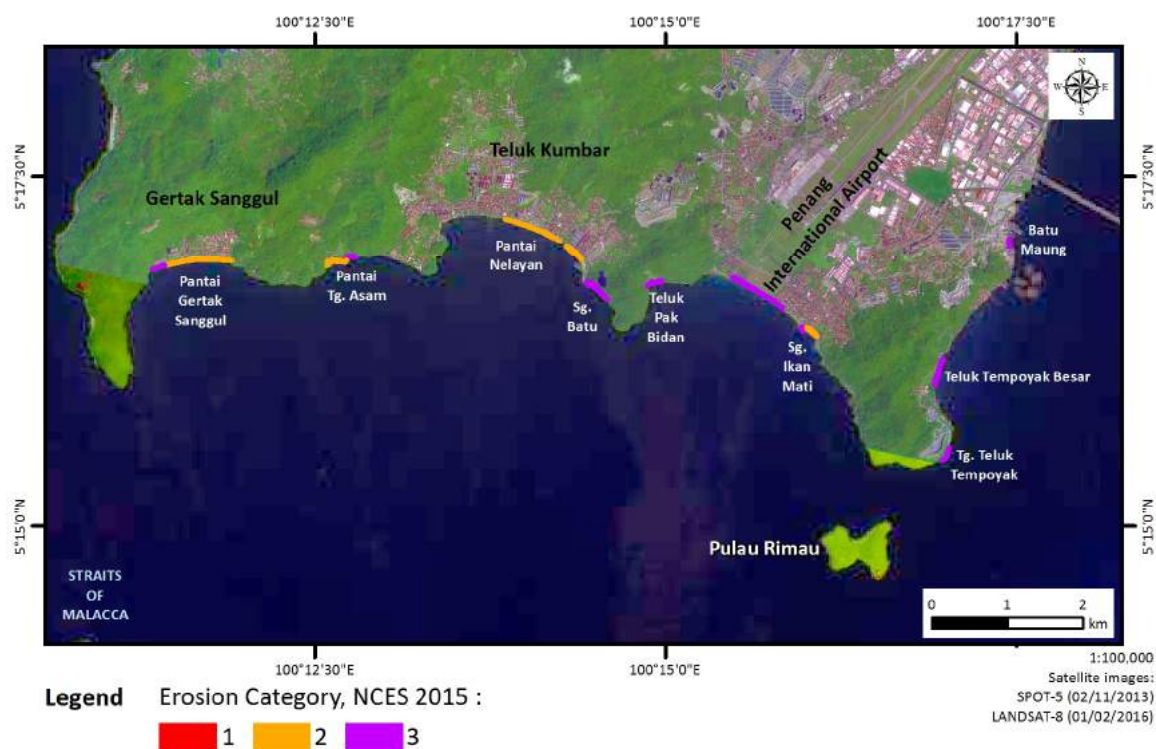 100°12'30"E
100°15'0"E
100°17'30"E
N
W
E
S
5°17'30"N
5°17'30"N
Teluk Kumbar
Gertak Sanggul
Penang
International Airport
Batu
Maung
Pantai
Gertak
Sanggul
Pantai
Tg. Asam
Pantai
Nelayan
Sg.
Batu
Teluk
Pak
Bidan
Sg.
Ikan
Mati
Teluk Tempoyak Besar
Tg. Teluk
Tempoyak
5°15'0"N
5°15'0"N
Pulau Rimau
STRAITS
OF
MALACCA
0 1 2
km
100°12'30"E
100°15'0"E
1:100,000
Satellite images:
SPOT-5 (02/11/2013)
LANDSAT-8 (01/02/2016)
Legend Erosion Category, NCES 2015 :
1 2 3